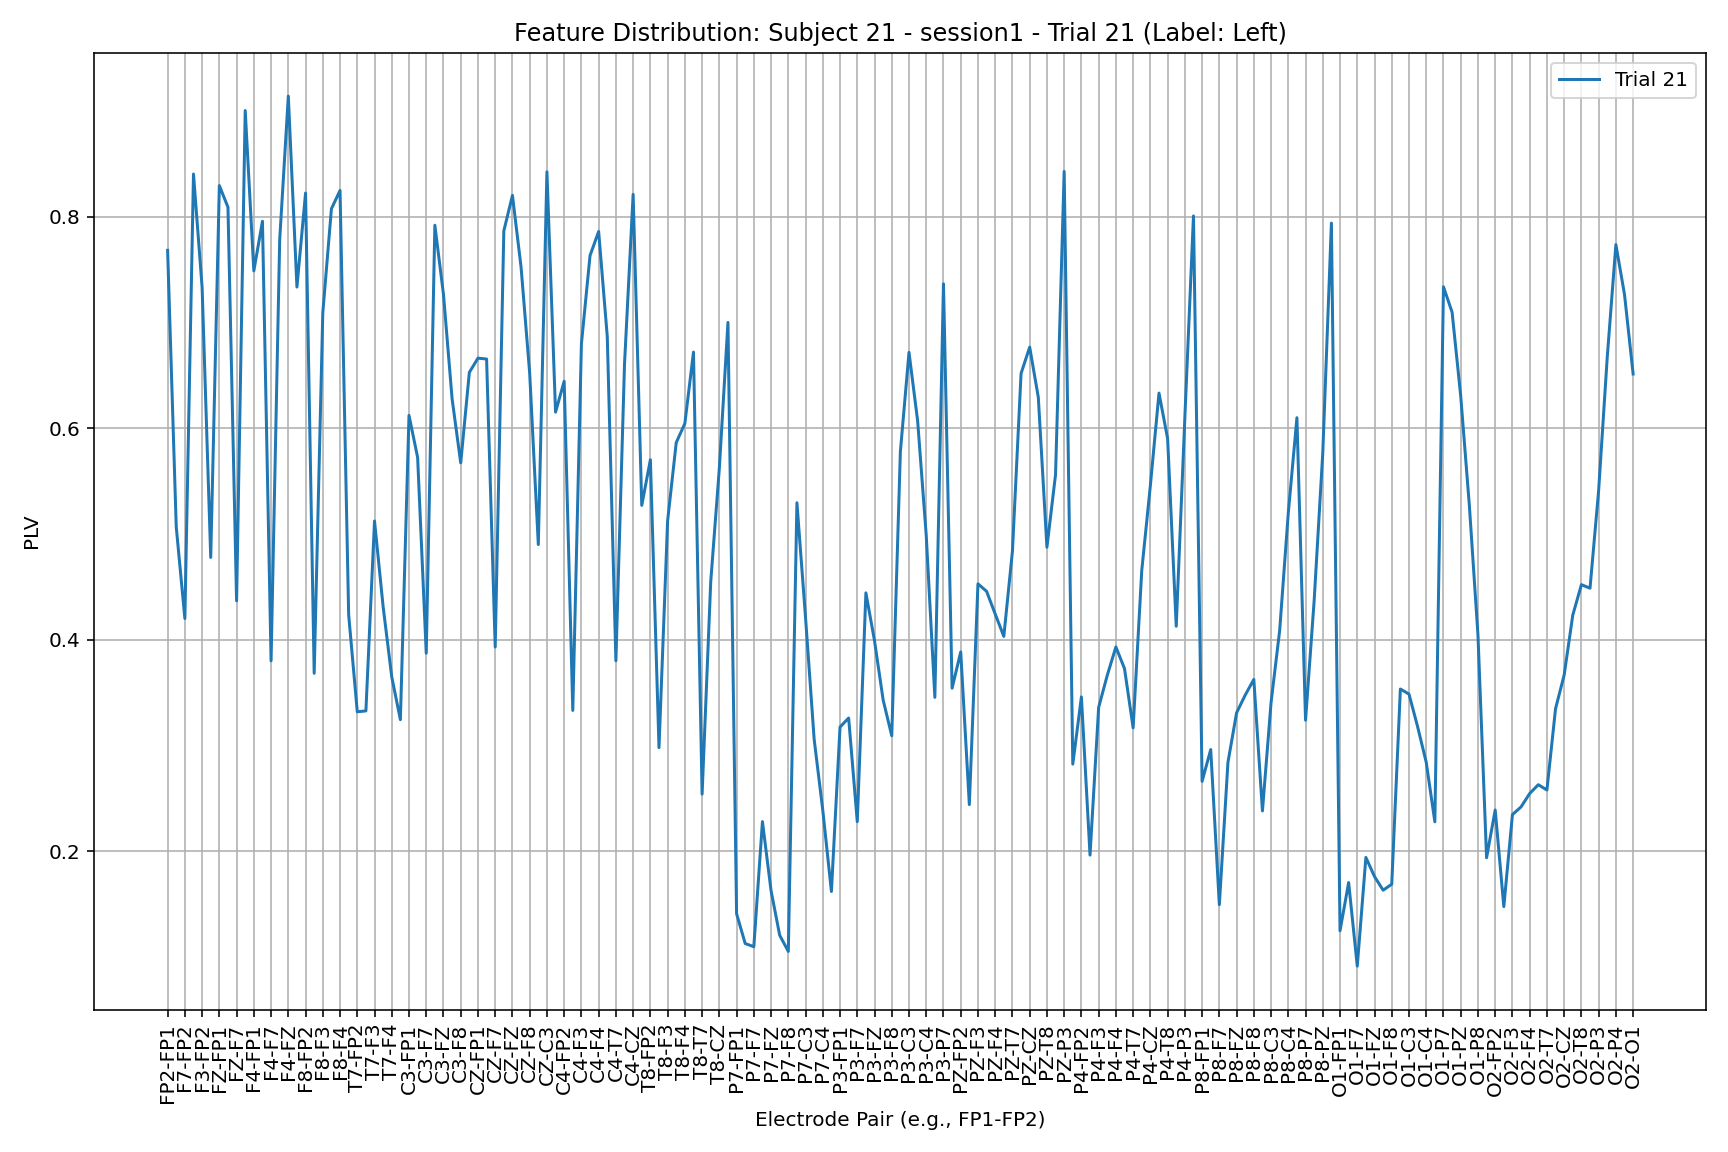 Feature Distribution: Subject 21 - session1 - Trial 21 (Label: Left)
Trial 21
PLV
0.8
0.6
0.4
0.2
FP2-FP1
F7-FP2
F3-FP2
FZ-FP1
FZ-F7
F4-FP1
F4-F7
F4-FZ
F8-FP2
F8-F3
F8-F4
T7-FP2
T7-F3
T7-F4
C3-FP1
C3-F7
C3-FZ
C3-F8
CZ-FP1
CZ-F7
CZ-FZ
CZ-F8
CZ-C3
C4-FP2
C4-F3
C4-F4
C4-T7
C4-CZ
T8-FP2
T8-F3
T8-F4
T8-T7
T8-CZ
P7-FP1
P7-F7
P7-FZ
P7-F8
P7-C3
P7-C4
P3-FP1
P3-F7
P3-FZ
P3-F8
P3-C3
P3-C4
P3-P7
PZ-FP2
PZ-F3
PZ-F4
PZ-T7
PZ-CZ
PZ-T8
PZ-P3
P4-FP2
P4-F3
P4-F4
P4-T7
P4-CZ
P4-T8
P4-P3
P8-FP1
P8-F7
P8-FZ
P8-F8
P8-C3
P8-C4
P8-P7
P8-PZ
O1-FP1
O1-F7
O1-FZ
O1-F8
O1-C3
O1-C4
O1-P7
O1-PZ
O1-P8
O2-FP2
O2-F3
O2-F4
O2-T7
O2-CZ
O2-T8
O2-P3
O2-P4
O2-O1
Electrode Pair (e.g., FP1-FP2)